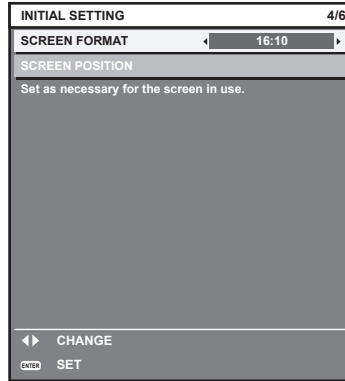 INITIAL SETTING 4/6
SCREEN FORMAT 16:10
SCREEN POSITION
Set as necessary for the screen in use.
CHANGE
ENTER SET